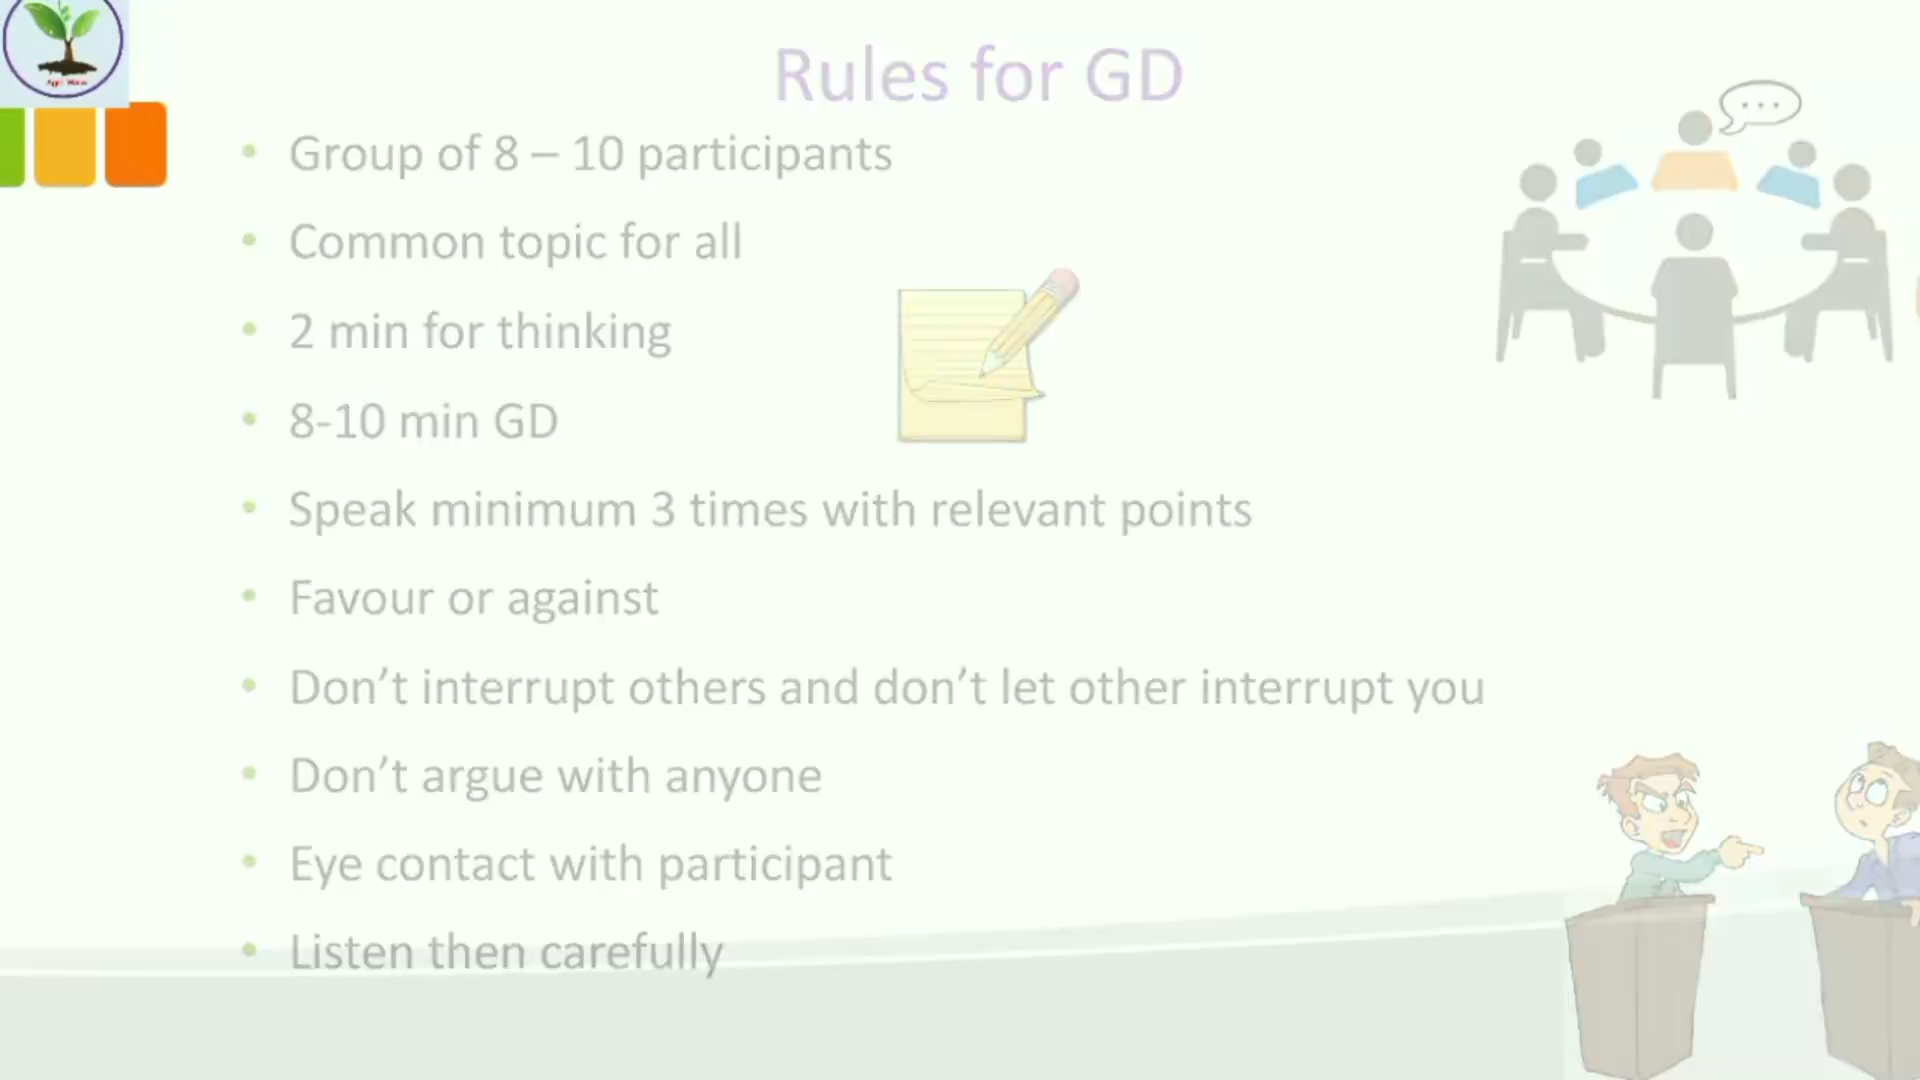 Rules for GD
• Group of 8 – 10 participants
• Common topic for all
• 2 min for thinking
• 8-10 min GD
• Speak minimum 3 times with relevant points
• Favour or against
• Don’t interrupt others and don’t let other interrupt you
• Don’t argue with anyone
• Eye contact with participant
• Listen then carefully